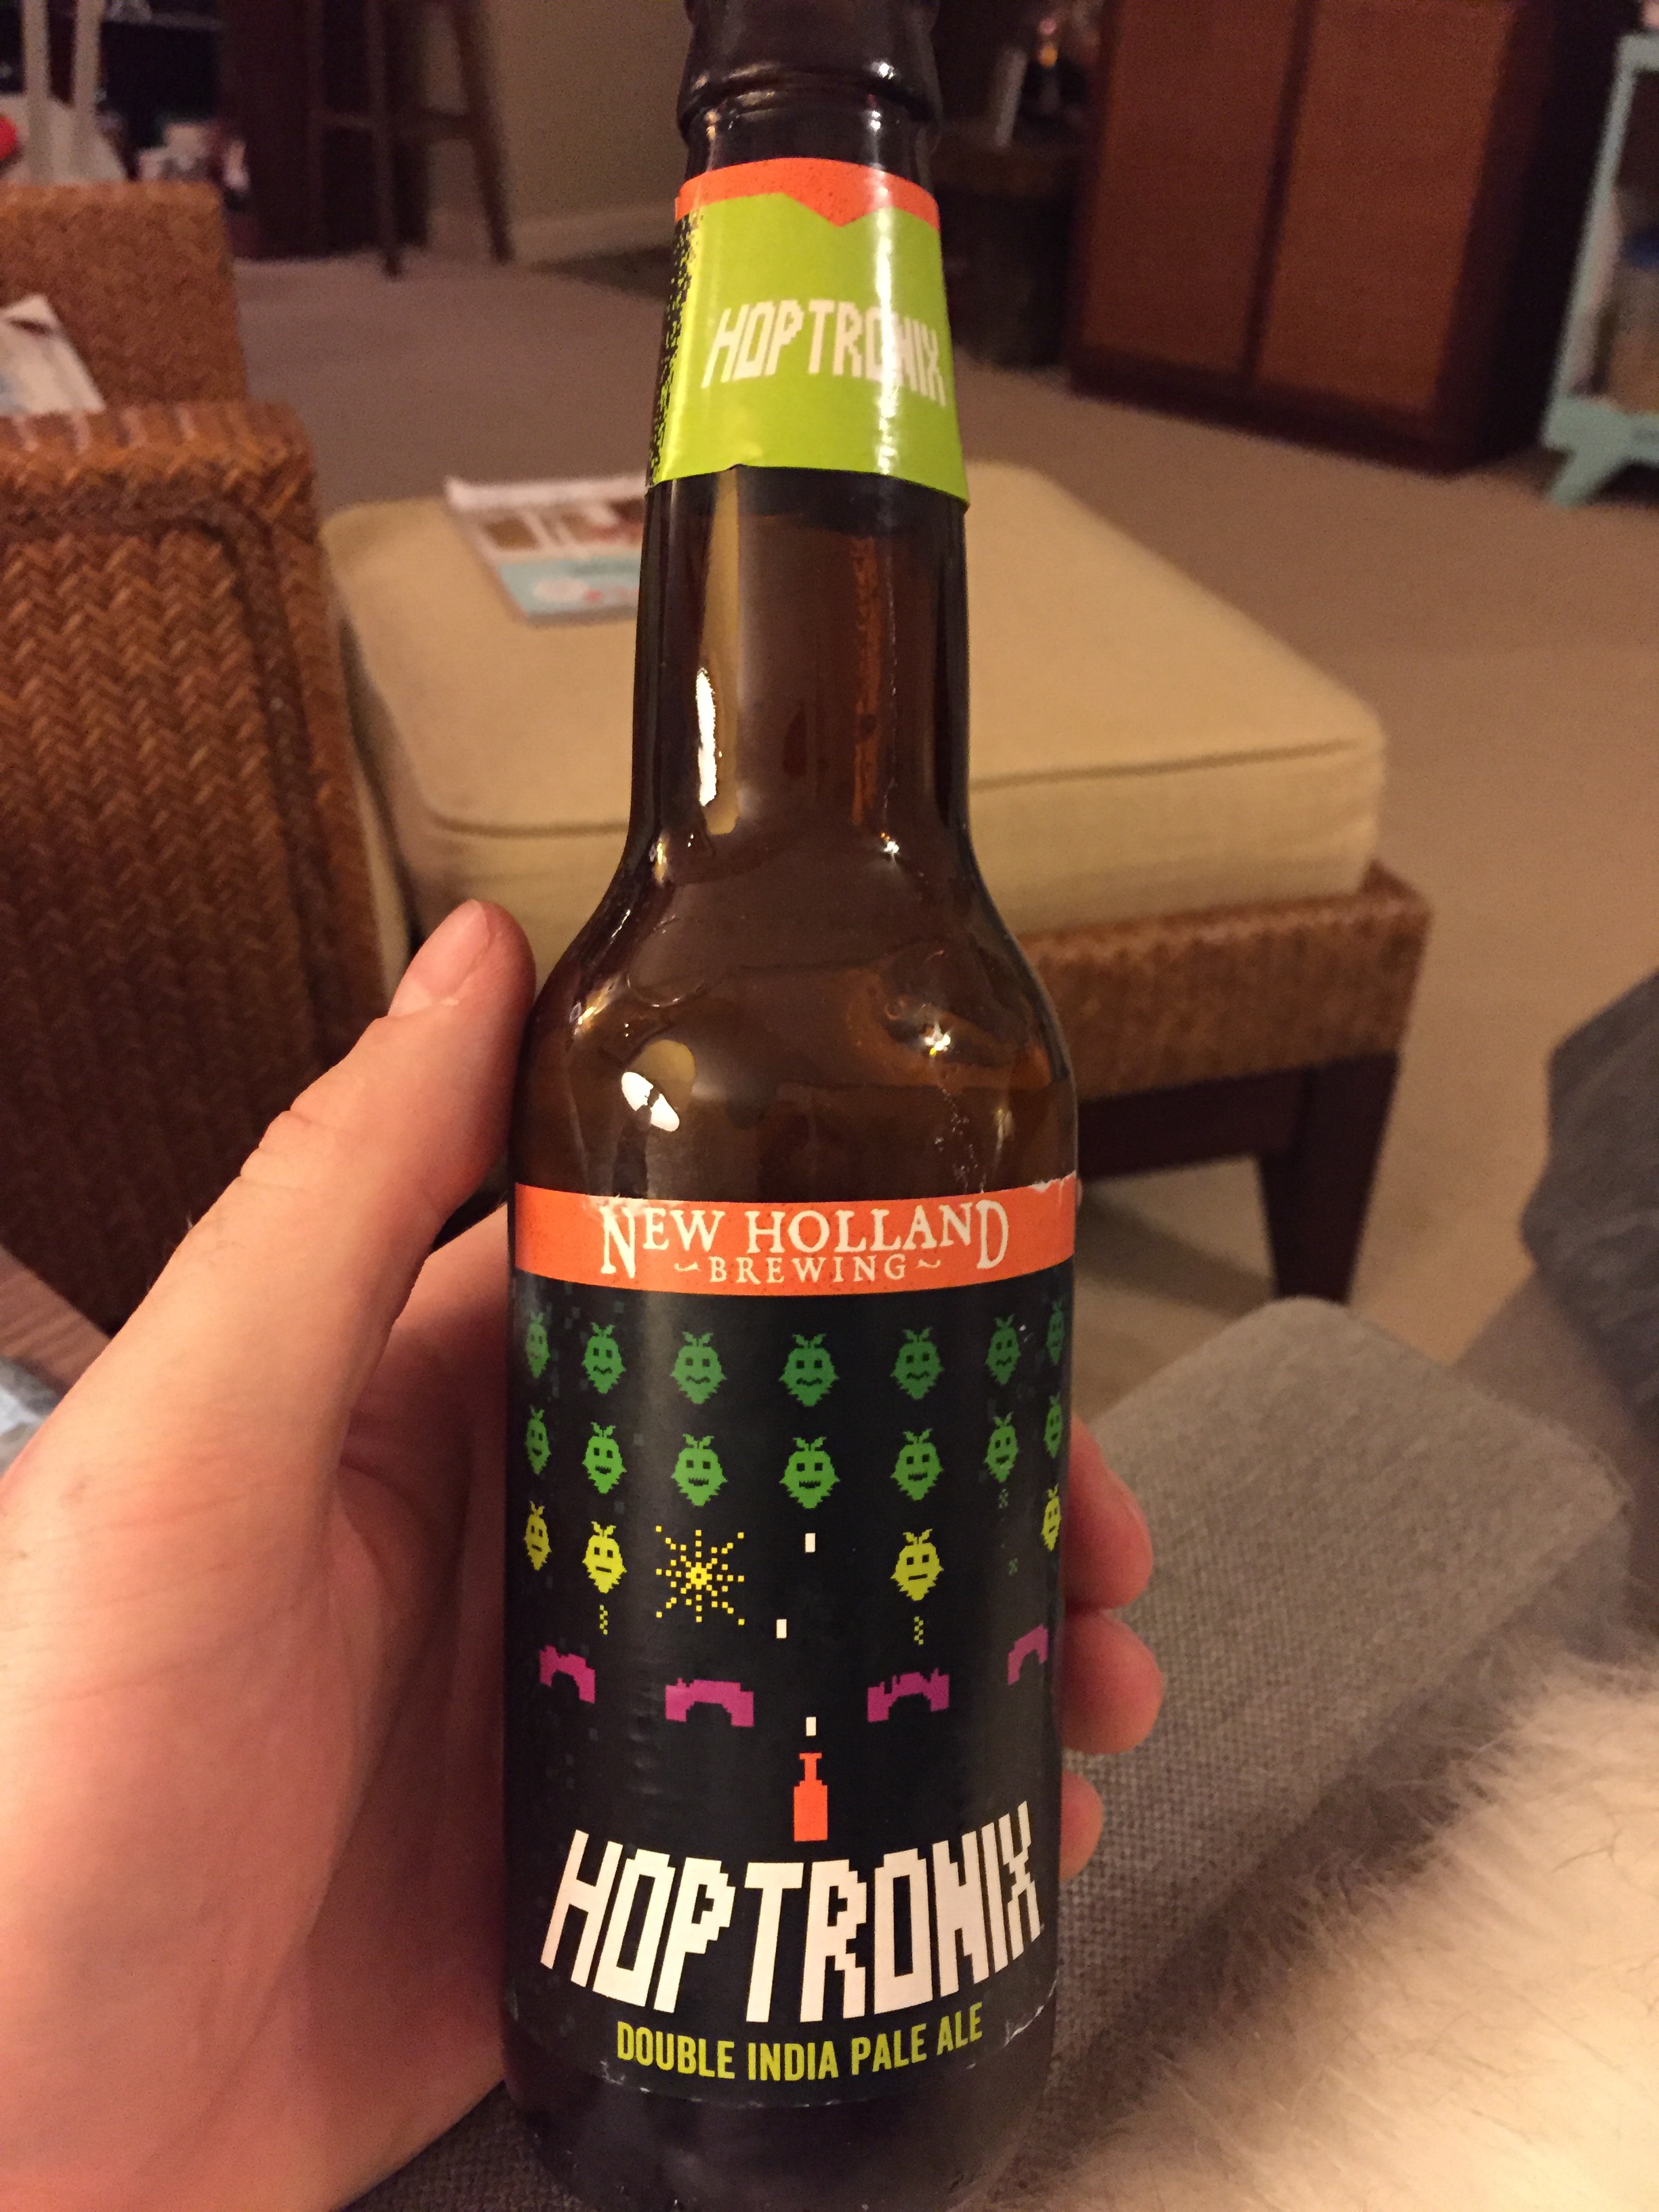 HOPTRONIX
NEW HOLLAND
BREWING
HOPTRONIX
DOUBLE INDIA PALE ALE